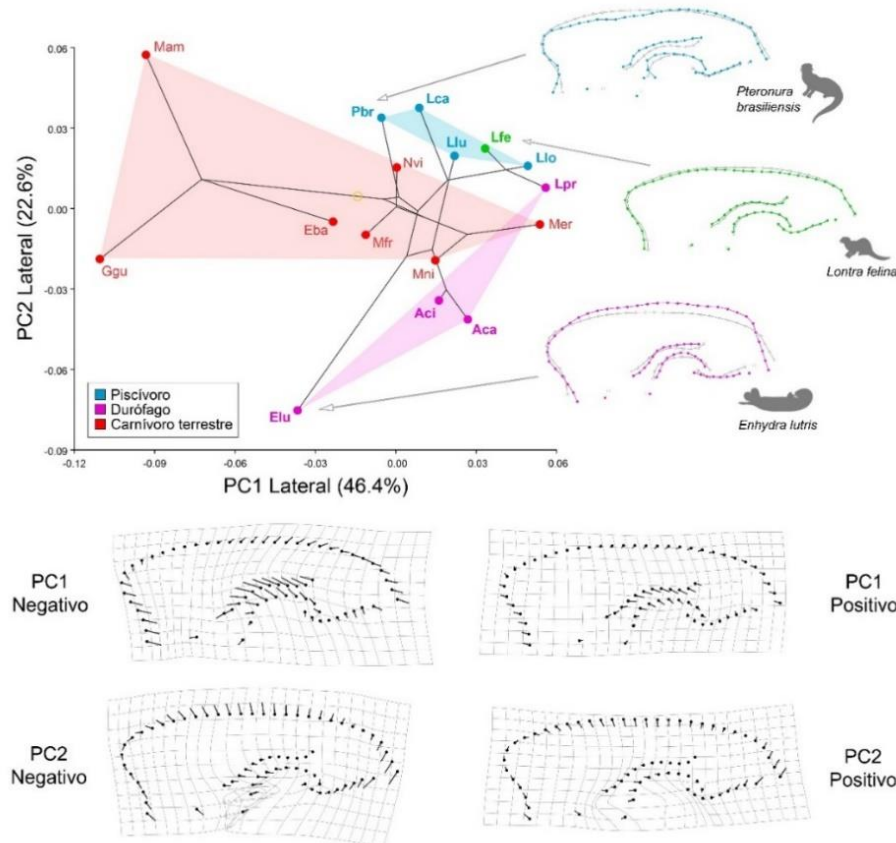 0.06
0.03
0.00
-0.03
-0.06
-0.09
PC2 Lateral (22.6%)
-0.12
-0.09
-0.06
-0.03
0.00
0.03
0.06
PC1 Lateral (46.4%)
Mam
Pbr
Lca
Llu
Lfe
Llo
Lpr
Nvi
Eba
Mfr
Mer
Mni
Ggu
Aci
Aca
Elu
Piscívoro
Durófago
Carnívoro terrestre
Pteronura
brasiliensis
Lontra felina
Enhydra lutris
PC1
Negativo
PC1
Positivo
PC2
Negativo
PC2
Positivo